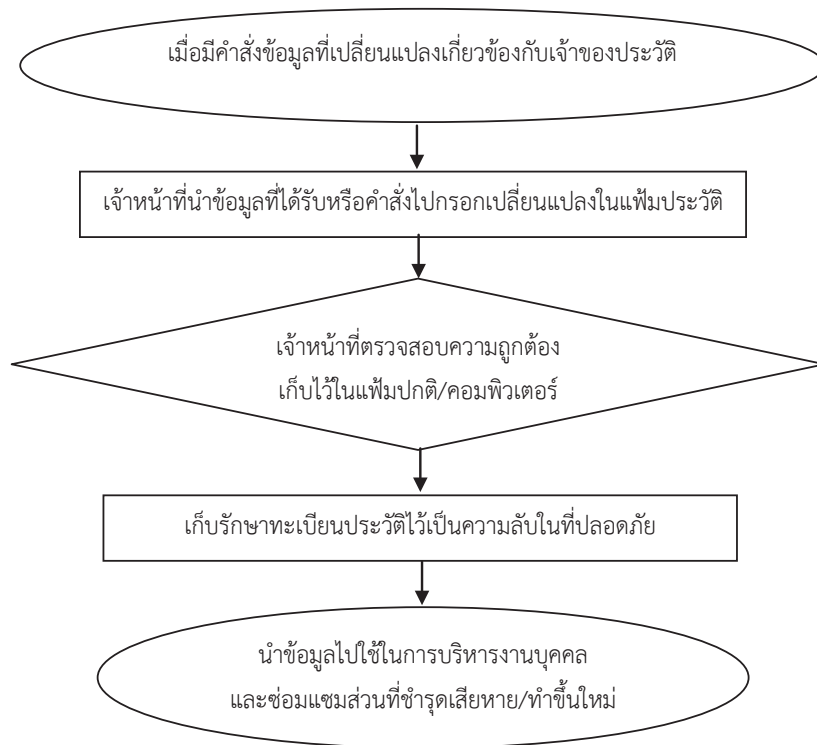 เมื่อมีคำสั่งข้อมูลที่เปลี่ยนแปลงเกี่ยวข้องกับเจ้าของประวัติ
เจ้าหน้าที่นำข้อมูลที่ได้รับหรือคำสั่งไปกรอกเปลี่ยนแปลงในแฟ้มประวัติ
เจ้าหน้าที่ตรวจสอบความถูกต้อง
เก็บไว้ในแฟ้มปกติ/คอมพิวเตอร์
เก็บรักษาทะเบียนประวัติไว้เป็นความลับในที่ปลอดภัย
นำข้อมูลไปใช้ในการบริหารงานบุคคล
และซ่อมแซมส่วนที่ชำรุดเสียหาย/ทำขึ้นใหม่